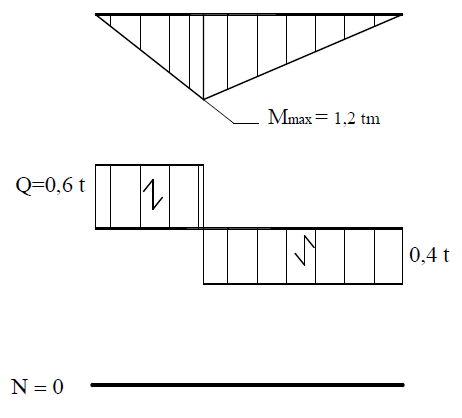 Mmax = 1,2 tm
Q=0,6 t
0,4 t
N = 0